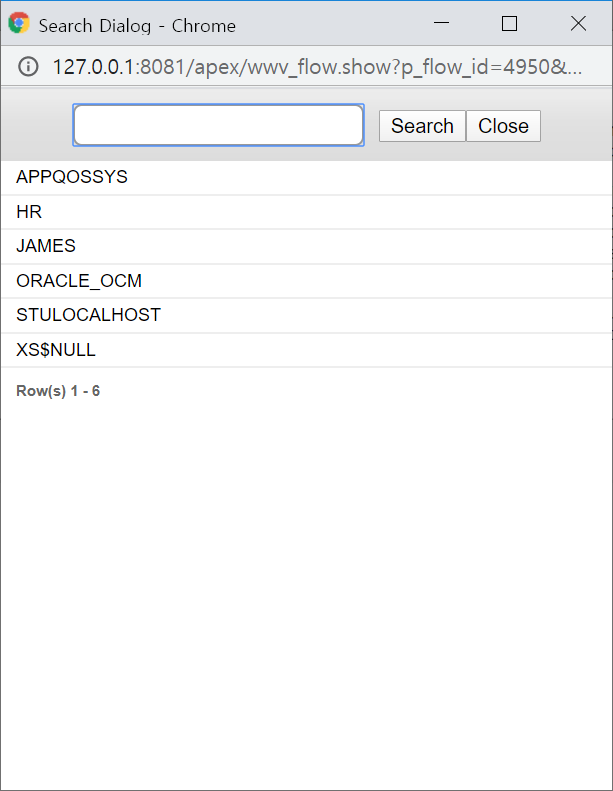 Search Dialog - Chrome
127.0.0.1:8081/apex/wwv_flow.show?p_flow_id=4950&...
Search Close
APPQOSSYS
HR
JAMES
ORACLE_OCM
STULOCALHOST
XS$NULL
Row(s) 1 - 6